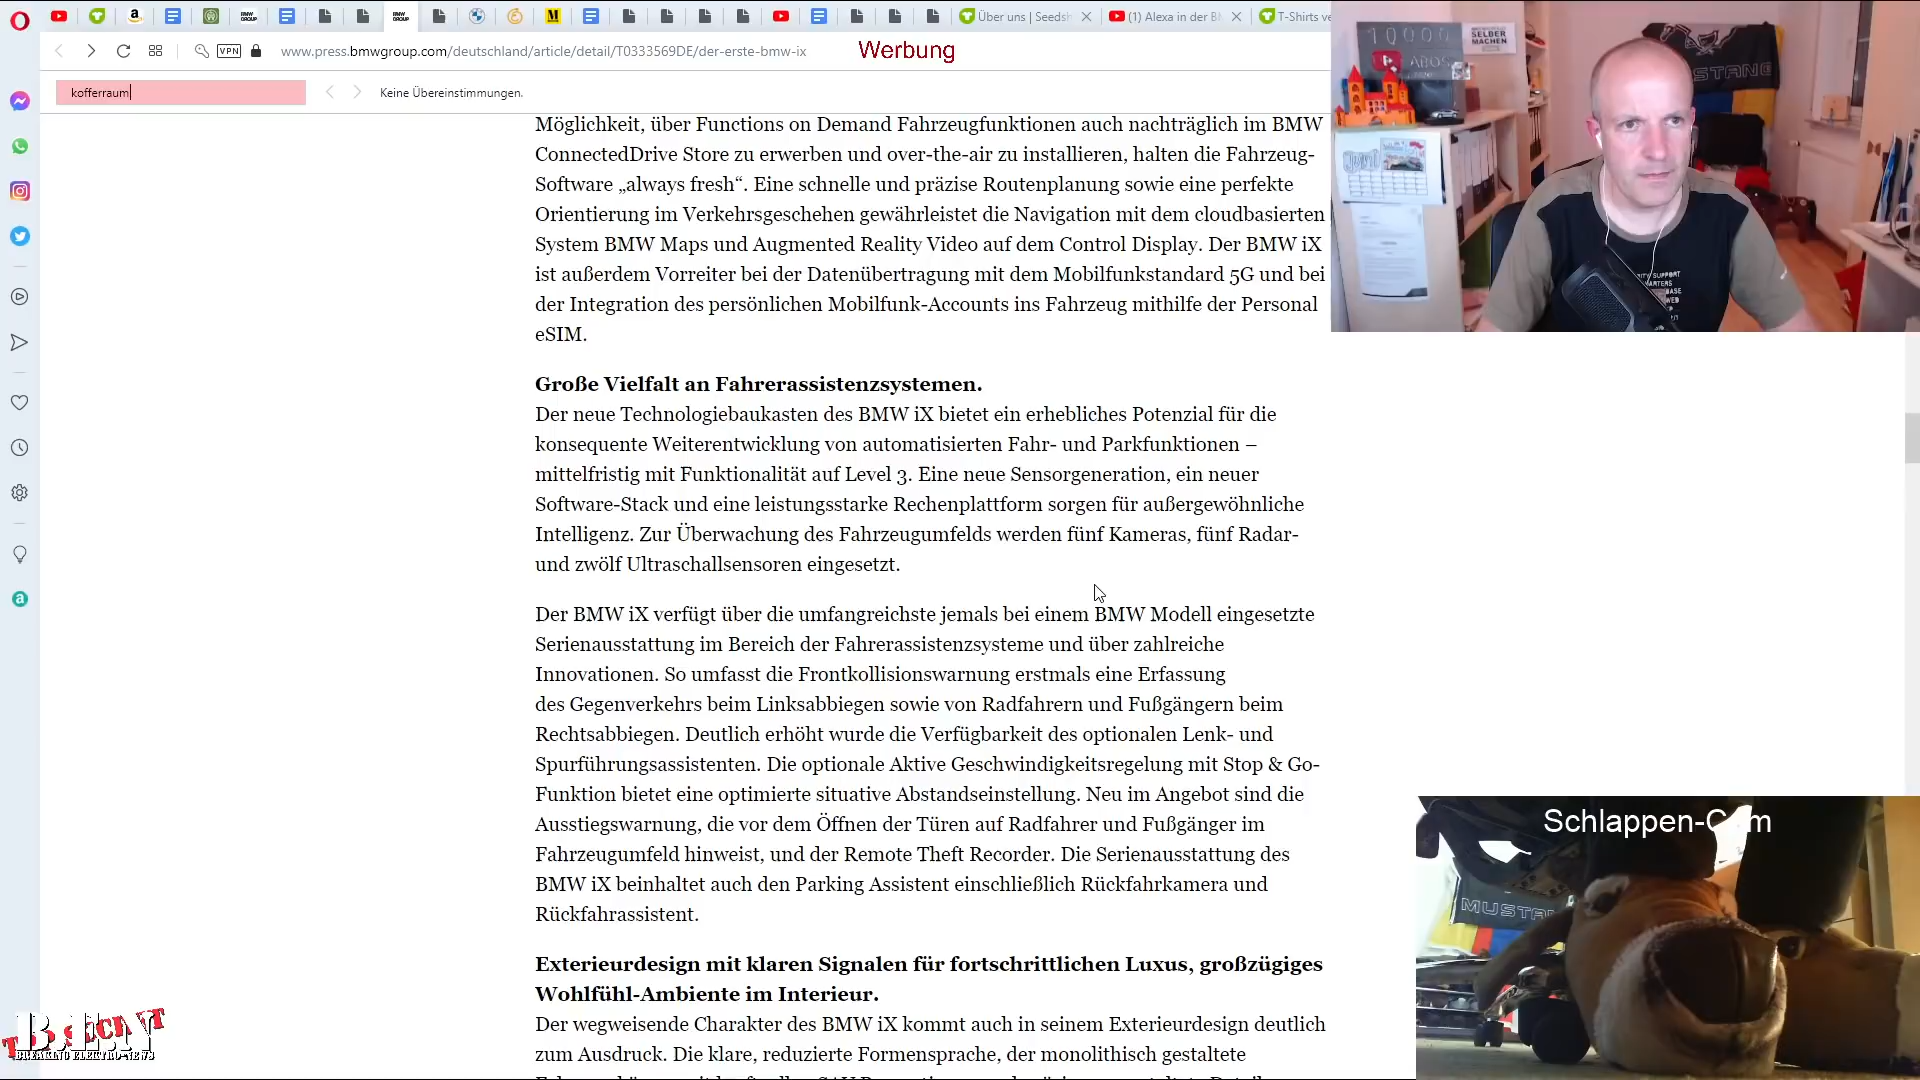 Über uns | Seedsh
(1) Alexa in der BM
T-Shirts ve
VPN
www.press.bmwgroup.com/deutschland/article/detail/T0333569DE/der-erste-bmw-ix
Werbung
kofferraum
Keine Übereinstimmungen.
Möglichkeit, über Functions on Demand Fahrzeugfunktionen auch nachträglich im BMW
ConnectedDrive Store zu erwerben und over-the-air zu installieren, halten die Fahrzeug-
Software „always fresh“. Eine schnelle und präzise Routenplanung sowie eine perfekte
Orientierung im Verkehrsgeschehen gewährleistet die Navigation mit dem cloudbasierten
System BMW Maps und Augmented Reality Video auf dem Control Display. Der BMW iX
ist außerdem Vorreiter bei der Datenübertragung mit dem Mobilfunkstandard 5G und bei
der Integration des persönlichen Mobilfunk-Accounts ins Fahrzeug mithilfe der Personal
eSIM.
Große Vielfalt an Fahrerassistenzsystemen.
Der neue Technologiebaukasten des BMW iX bietet ein erhebliches Potenzial für die
konsequente Weiterentwicklung von automatisierten Fahr- und Parkfunktionen –
mittelfristig mit Funktionalität auf Level 3. Eine neue Sensorgeneration, ein neuer
Software-Stack und eine leistungsstarke Rechenplattform sorgen für außergewöhnliche
Intelligenz. Zur Überwachung des Fahrzeugumfelds werden fünf Kameras, fünf Radar-
und zwölf Ultraschallsensoren eingesetzt.
Der BMW iX verfügt über die umfangreichste jemals bei einem BMW Modell eingesetzte
Serienausstattung im Bereich der Fahrerassistenzsysteme und über zahlreiche
Innovationen. So umfasst die Frontkollisionswarnung erstmals eine Erfassung
des Gegenverkehrs beim Linksabbiegen sowie von Radfahrern und Fußgängern beim
Rechtsabbiegen. Deutlich erhöht wurde die Verfügbarkeit des optionalen Lenk- und
Spurführungsassistenten. Die optionale Aktive Geschwindigkeitsregelung mit Stop & Go-
Funktion bietet eine optimierte situative Abstandseinstellung. Neu im Angebot sind die
Ausstiegswarnung, die vor dem Öffnen der Türen auf Radfahrer und Fußgänger im
Fahrzeugumfeld hinweist, und der Remote Theft Recorder. Die Serienausstattung des
BMW iX beinhaltet auch den Parking Assistent einschließlich Rückfahrkamera und
Rückfahrassistent.
Exterieurdesign mit klaren Signalen für fortschrittlichen Luxus, großzügiges
Wohlfühl-Ambiente im Interieur.
Der wegweisende Charakter des BMW iX kommt auch in seinem Exterieurdesign deutlich
zum Ausdruck. Die klare, reduzierte Formensprache, der monolithisch gestaltete
10000
ABOS
SELBER
MACHEN
MUSTANG
SUPPORT
Schlappen-Cam
MUSTAN
BREAKING ELEKTRO-NEWS